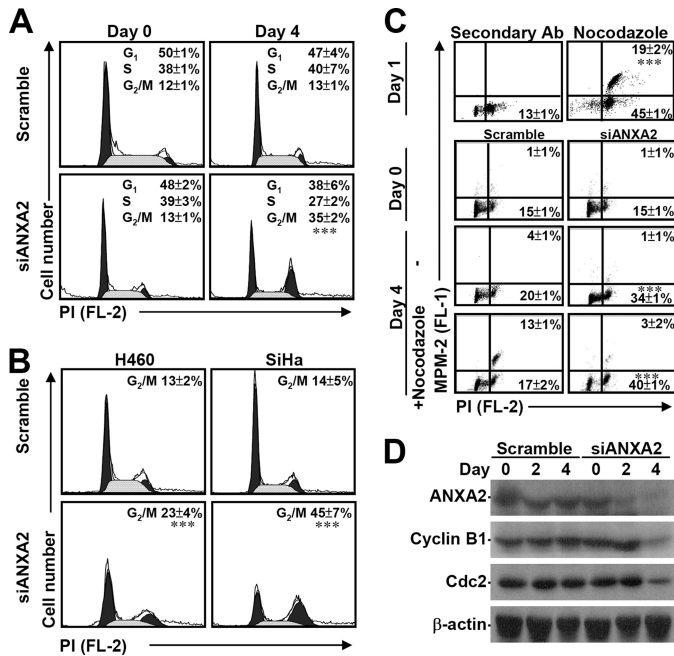 A
Day 0
Day 4
Scramble
siANXA2
Cell number
G1 50±1%
S 38±1%
G2/M 12±1%
G1 47±4%
S 40±7%
G2/M 13±1%
G1 48±2%
S 39±3%
G2/M 13±1%
G1 38±6%
S 27±2%
G2/M 35±2%
***
PI (FL-2)
B
H460
SiHa
Scramble
siANXA2
Cell number
G2/M 13±2%
G2/M 14±5%
G2/M 23±4%
***
G2/M 45±7%
***
PI (FL-2)
C
Secondary Ab
Nocodazole
Day 1
13±1%
19±2%
***
45±1%
Scramble
siANXA2
Day 0
1±1%
15±1%
1±1%
15±1%
Day 4
-
4±1%
20±1%
1±1%
***
34±1%
+Nocodazole
13±1%
17±2%
3±2%
***
40±1%
MPM-2 (FL-1)
PI (FL-2)
D
Scramble
siANXA2
Day 0 2 4 0 2 4
ANXA2
Cyclin B1
Cdc2
β-actin